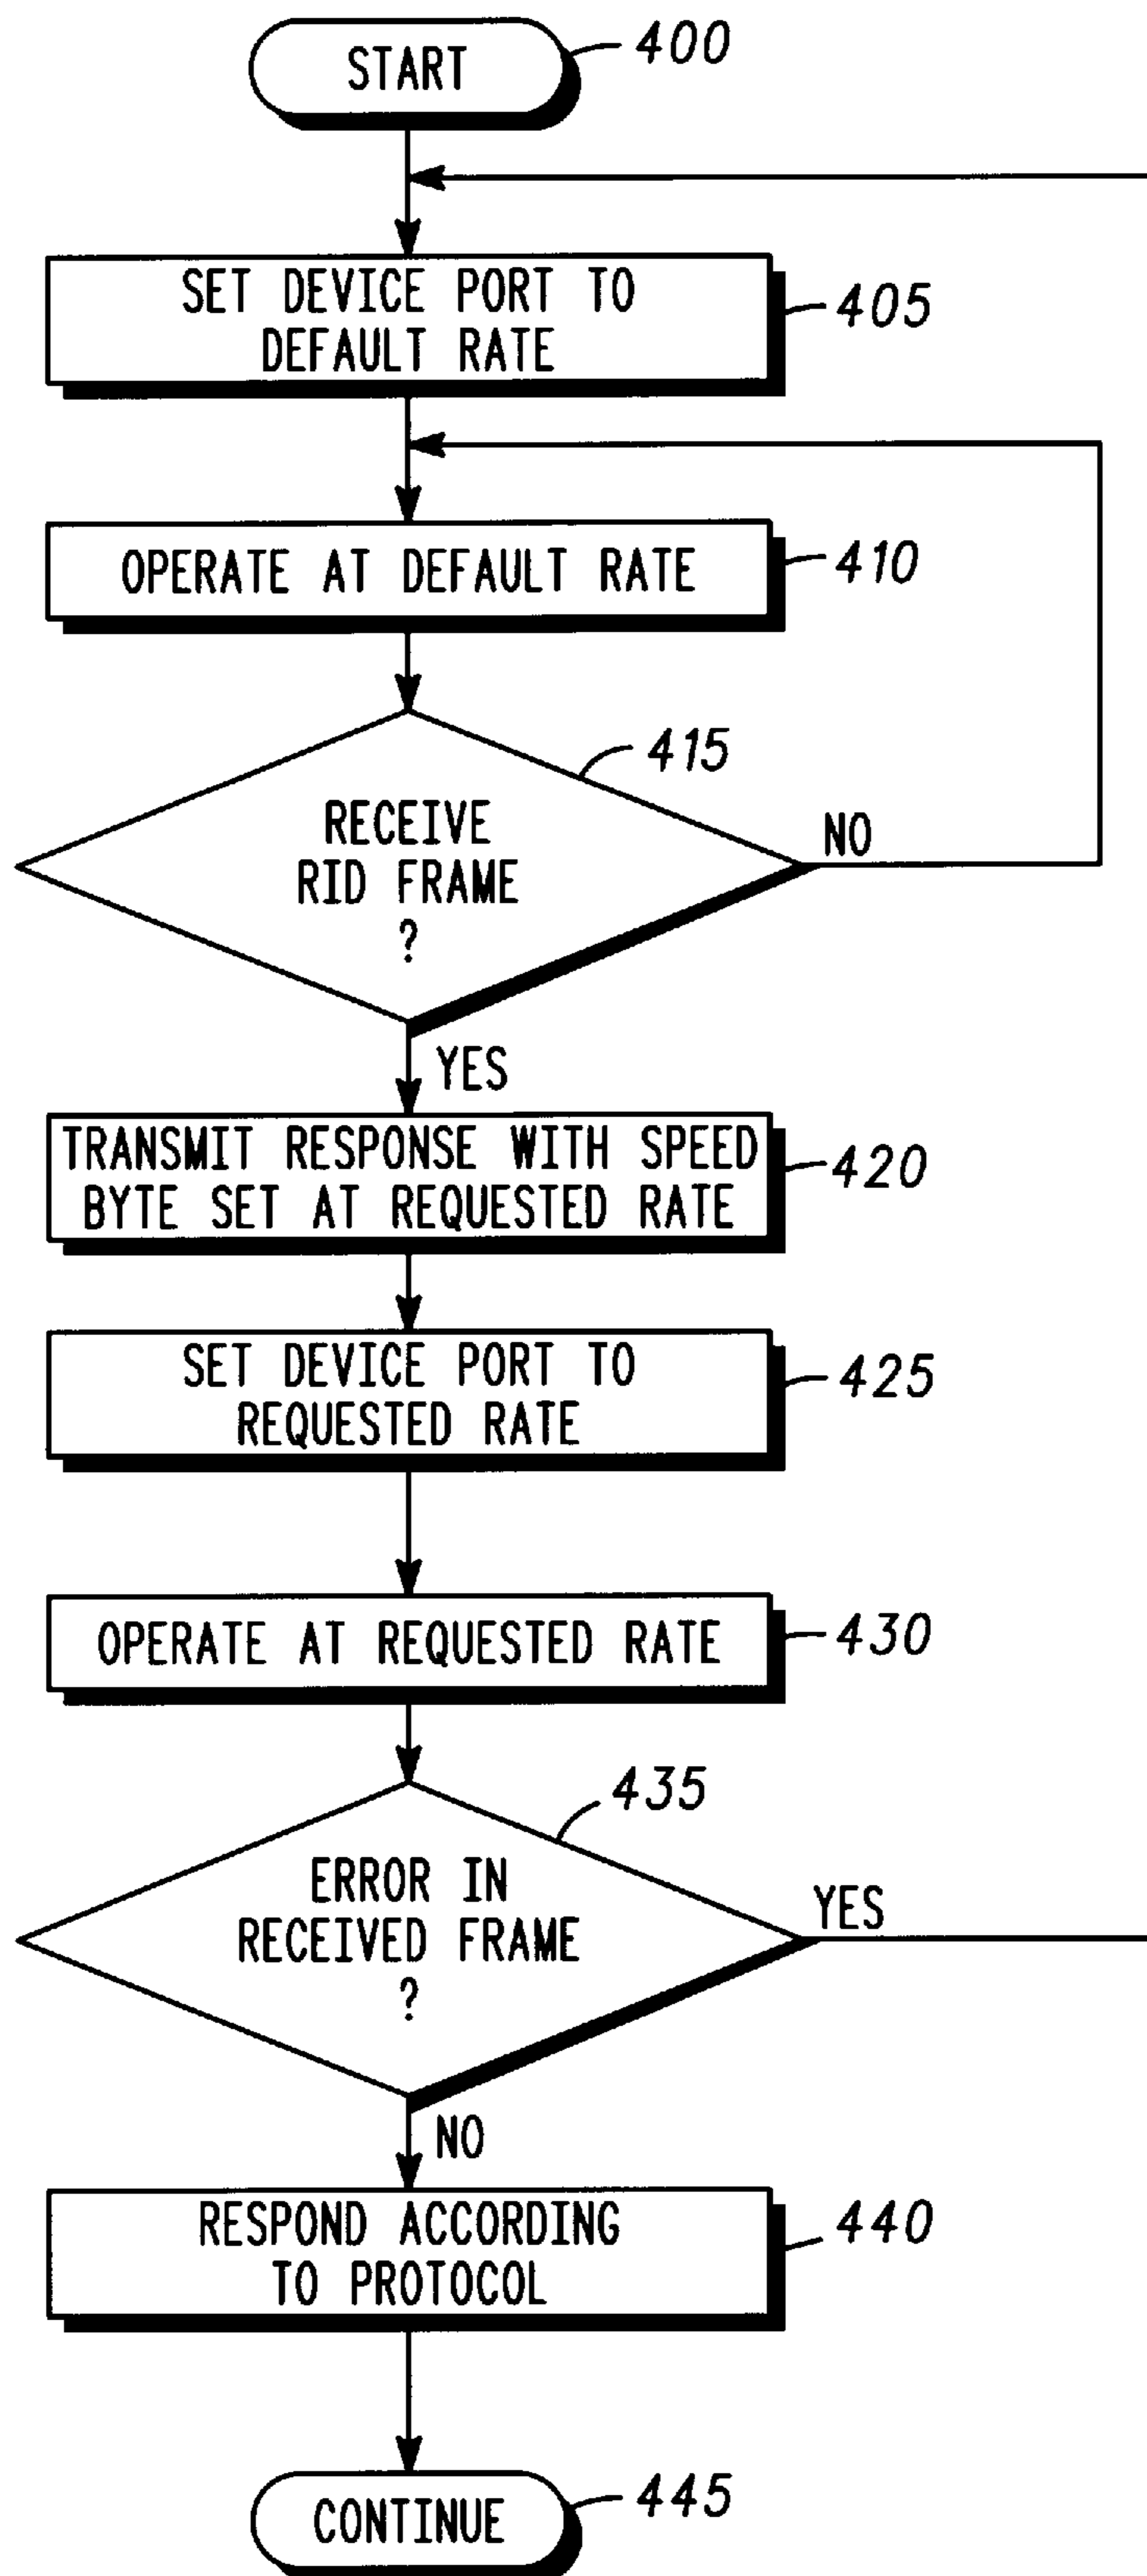 START
400
SET DEVICE PORT TO
DEFAULT RATE
405
OPERATE AT DEFAULT RATE
410
415
RECEIVE
RID FRAME
?
NO
YES
TRANSMIT RESPONSE WITH SPEED
BYTE SET AT REQUESTED RATE
420
SET DEVICE PORT TO
REQUESTED RATE
425
OPERATE AT REQUESTED RATE
430
435
ERROR IN
RECEIVED FRAME
?
YES
NO
RESPOND ACCORDING
TO PROTOCOL
440
CONTINUE
445